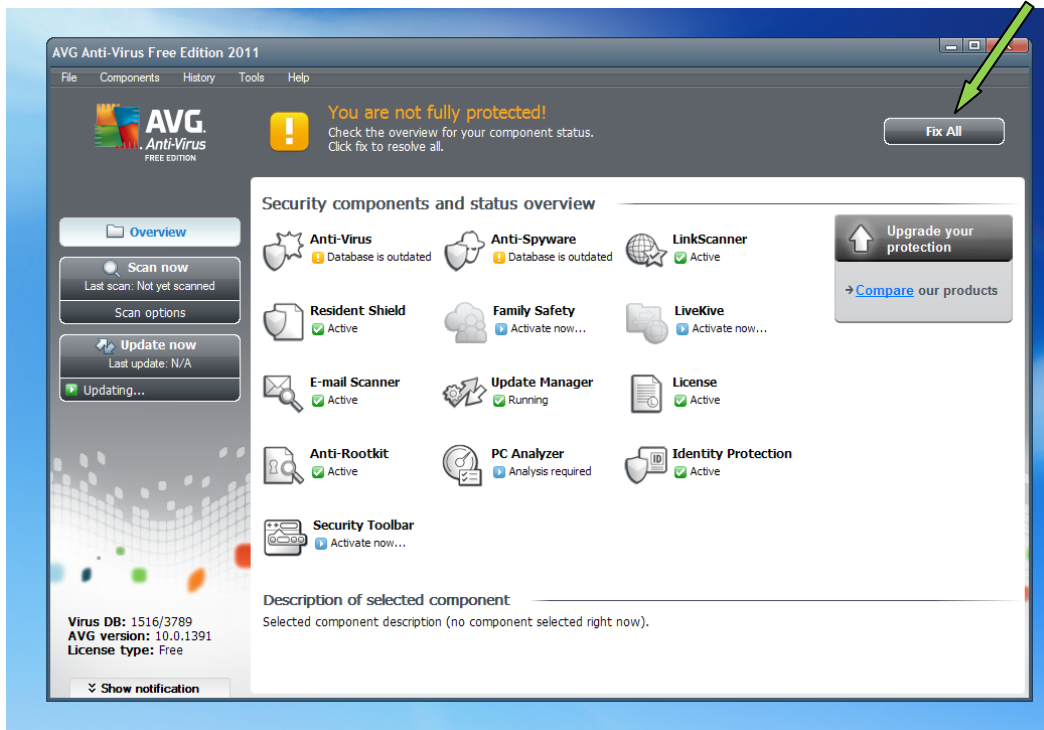 AVG Anti-Virus Free Edition 2011
File Components History Tools Help
AVG.
Anti-Virus
FREE EDITION
You are not fully protected!
Check the overview for your component status.
Click fix to resolve all.
Fix All
Overview
Scan now
Last scan: Not yet scanned
Scan options
Update now
Last update: N/A
Updating...
Security components and status overview
Anti-Virus
Database is outdated
Anti-Spyware
Database is outdated
LinkScanner
Active
Resident Shield
Active
Family Safety
Activate now...
LiveKive
Activate now...
E-mail Scanner
Active
Update Manager
Running
License
Active
Anti-Rootkit
Active
PC Analyzer
Analysis required
Identity Protection
Active
Security Toolbar
Activate now...
Upgrade your
protection
Compare our products
Description of selected component
Selected component description (no component selected right now).
Virus DB: 1516/3789
AVG version: 10.0.1391
License type: Free
Show notification